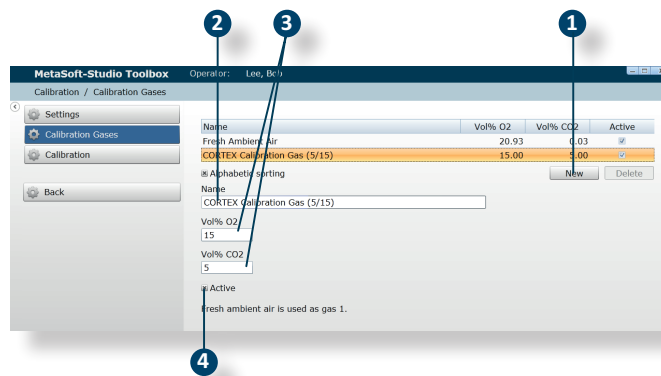 2 3 1
MetaSoft-Studio Toolbox Operator: Lee, Bob
Calibration / Calibration Gases
Settings
Calibration Gases
Calibration
Back
Name Vol% O2 Vol% CO2 Active
Fresh Ambient Air 20.93 0.03
CORTEX Calibration Gas (5/15) 15.00 5.00
Alphabetic sorting New Delete
Name
CORTEX Calibration Gas (5/15)
Vol% O2
15
Vol% CO2
5
Active
Fresh ambient air is used as gas 1.
4